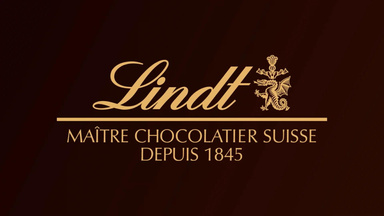 Lindt
MAÎTRE CHOCOLATIER SUISSE
DEPUIS 1845